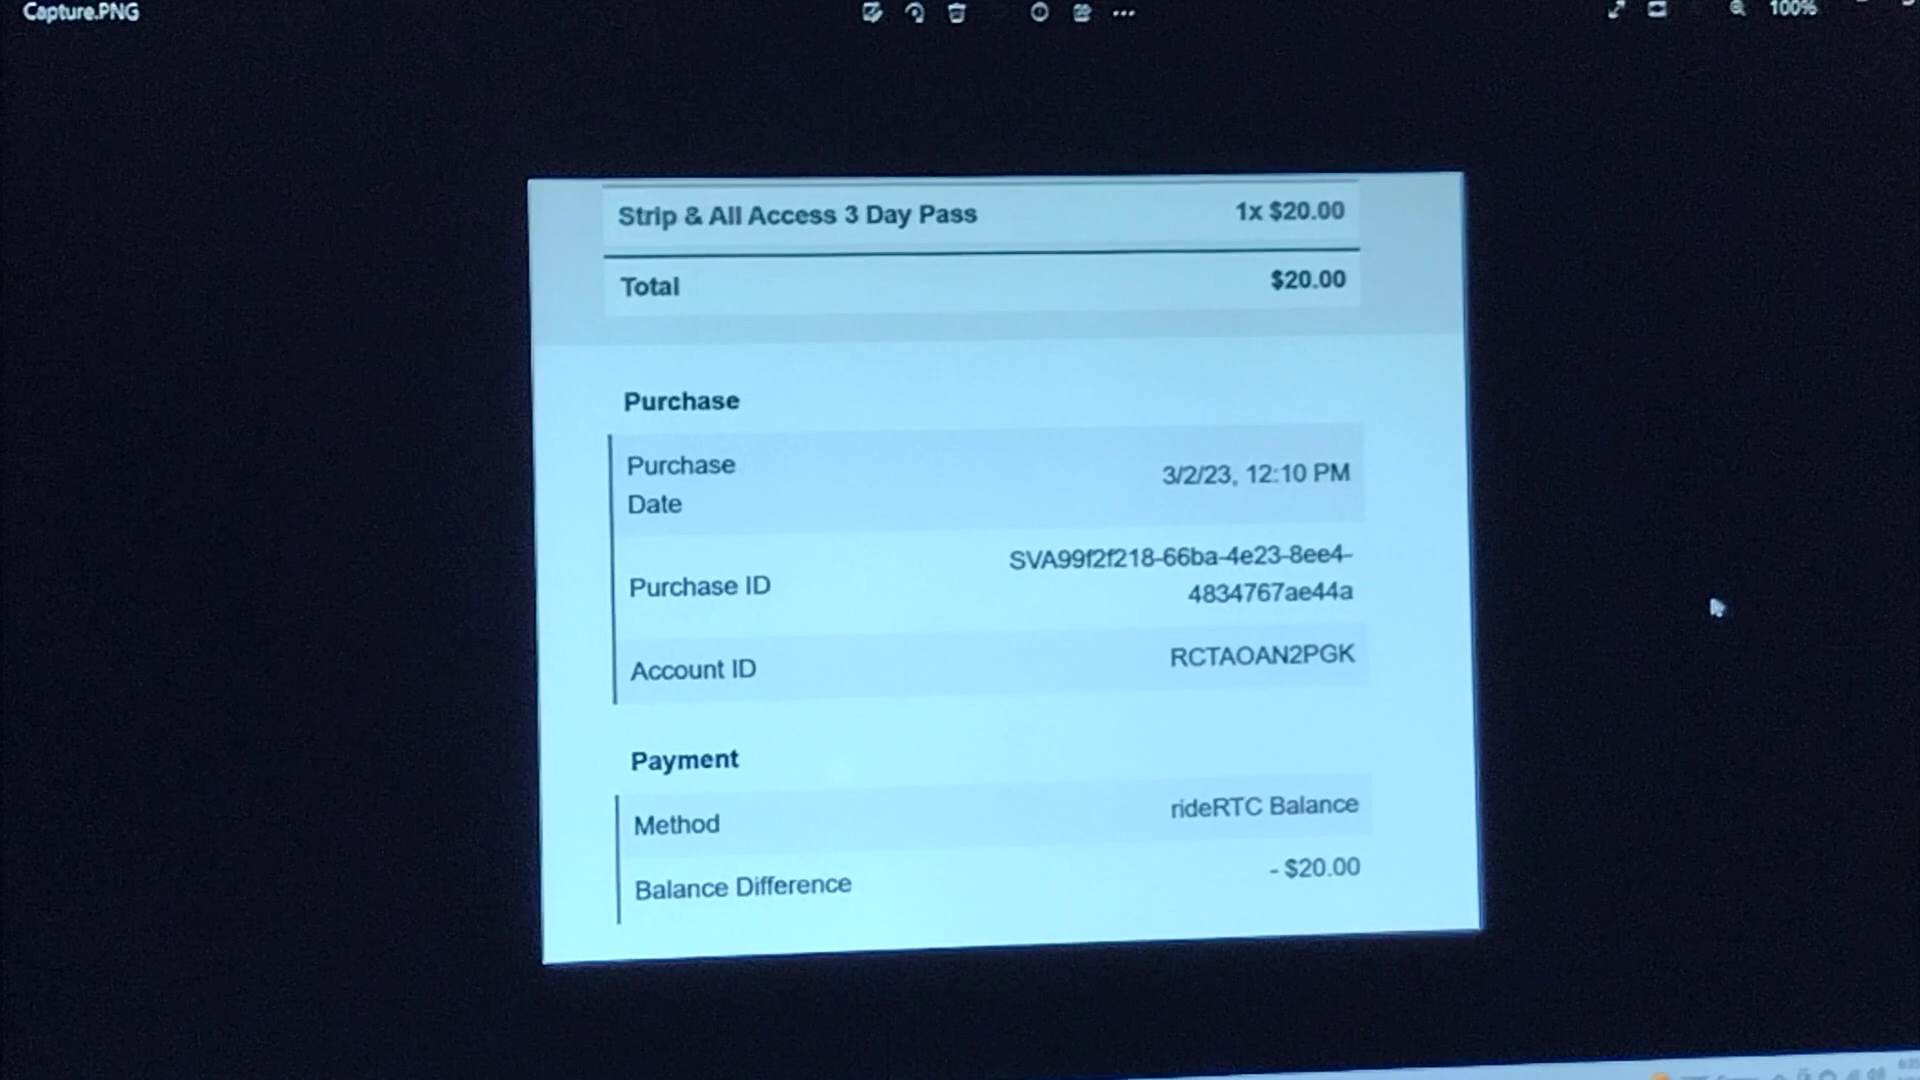 Capture.PNG
100%
Strip & All Access 3 Day Pass 1x $20.00
Total $20.00
Purchase
Purchase
Date
3/2/23, 12:10 PM
Purchase ID
SVA99f2f218-66ba-4e23-8ee4-
4834767ae44a
Account ID RCTAOAN2PGK
Payment
Method rideRTC Balance
Balance Difference - $20.00